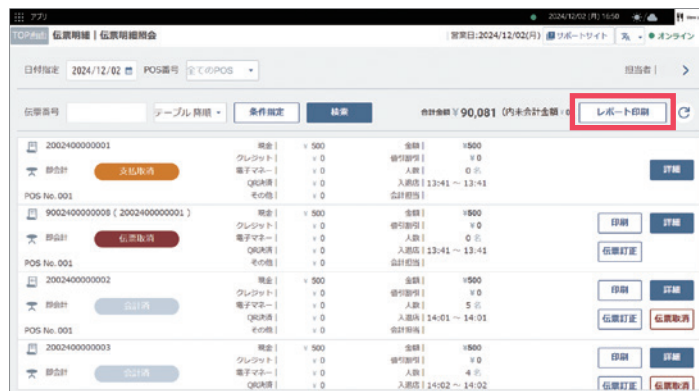 アプリ 2024/12/02 (月) 16:50
TOPﾒﾆｭｰ 伝票明細 | 伝票明細照会 営業日:2024/12/02(月) サポートサイト オンライン
日付指定 2024/12/02 POS番号 全てのPOS 担当者 |
伝票番号 テーブル 降順 条件指定 検索 合計金額 ¥ 90,081 (内未会計金額 ¥ 0 レポート印刷
2002400000001 現金 | ¥ 500 金額 | ¥500
クレジット | ¥ 0 値引割引 | ¥ 0
即会計 支払取消 電子マネー | ¥ 0 人数 | 0 名 詳細
QR決済 | ¥ 0 入退店 | 13:41 ～ 13:41
POS No.001 その他 | ¥ 0 会計担当 |
9002400000008 ( 2002400000001 ) 現金 | ¥ 500 金額 | ¥500
クレジット | ¥ 0 値引割引 | ¥ 0 印刷 詳細
即会計 伝票取消 電子マネー | ¥ 0 人数 | 0 名
QR決済 | ¥ 0 入退店 | 13:41 ～ 13:41 伝票訂正
POS No.001 その他 | ¥ 0 会計担当 |
2002400000002 現金 | ¥ 500 金額 | ¥500
クレジット | ¥ 0 値引割引 | ¥ 0 印刷 詳細
即会計 会計済 電子マネー | ¥ 0 人数 | 5 名
QR決済 | ¥ 0 入退店 | 14:01 ～ 14:01 伝票訂正 伝票取消
POS No.001 その他 | ¥ 0 会計担当 |
2002400000003 現金 | ¥ 500 金額 | ¥500
クレジット | ¥ 0 値引割引 | ¥ 0 印刷 詳細
即会計 会計済 電子マネー | ¥ 0 人数 | 4 名
QR決済 | ¥ 0 入退店 | 14:02 ～ 14:02 伝票訂正 伝票取消